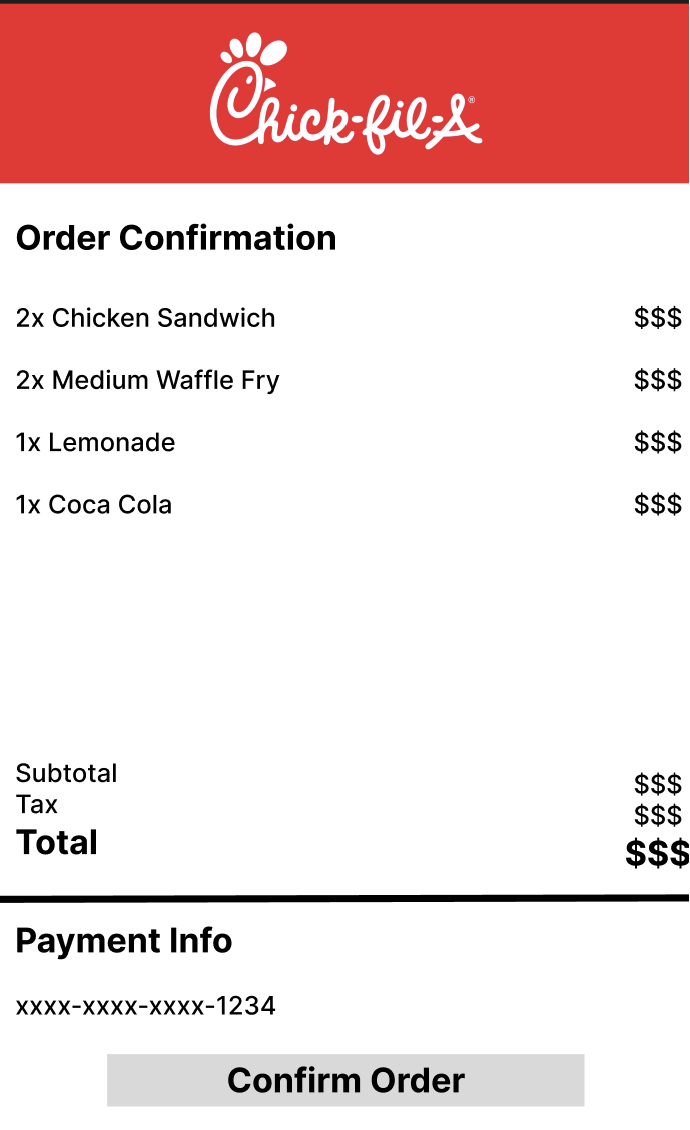 Chick-fil-A®
Order Confirmation
2x Chicken Sandwich $$$
2x Medium Waffle Fry $$$
1x Lemonade $$$
1x Coca Cola $$$
Subtotal $$$
Tax $$$
Total $$$
Payment Info
xxxx-xxxx-xxxx-1234
Confirm Order